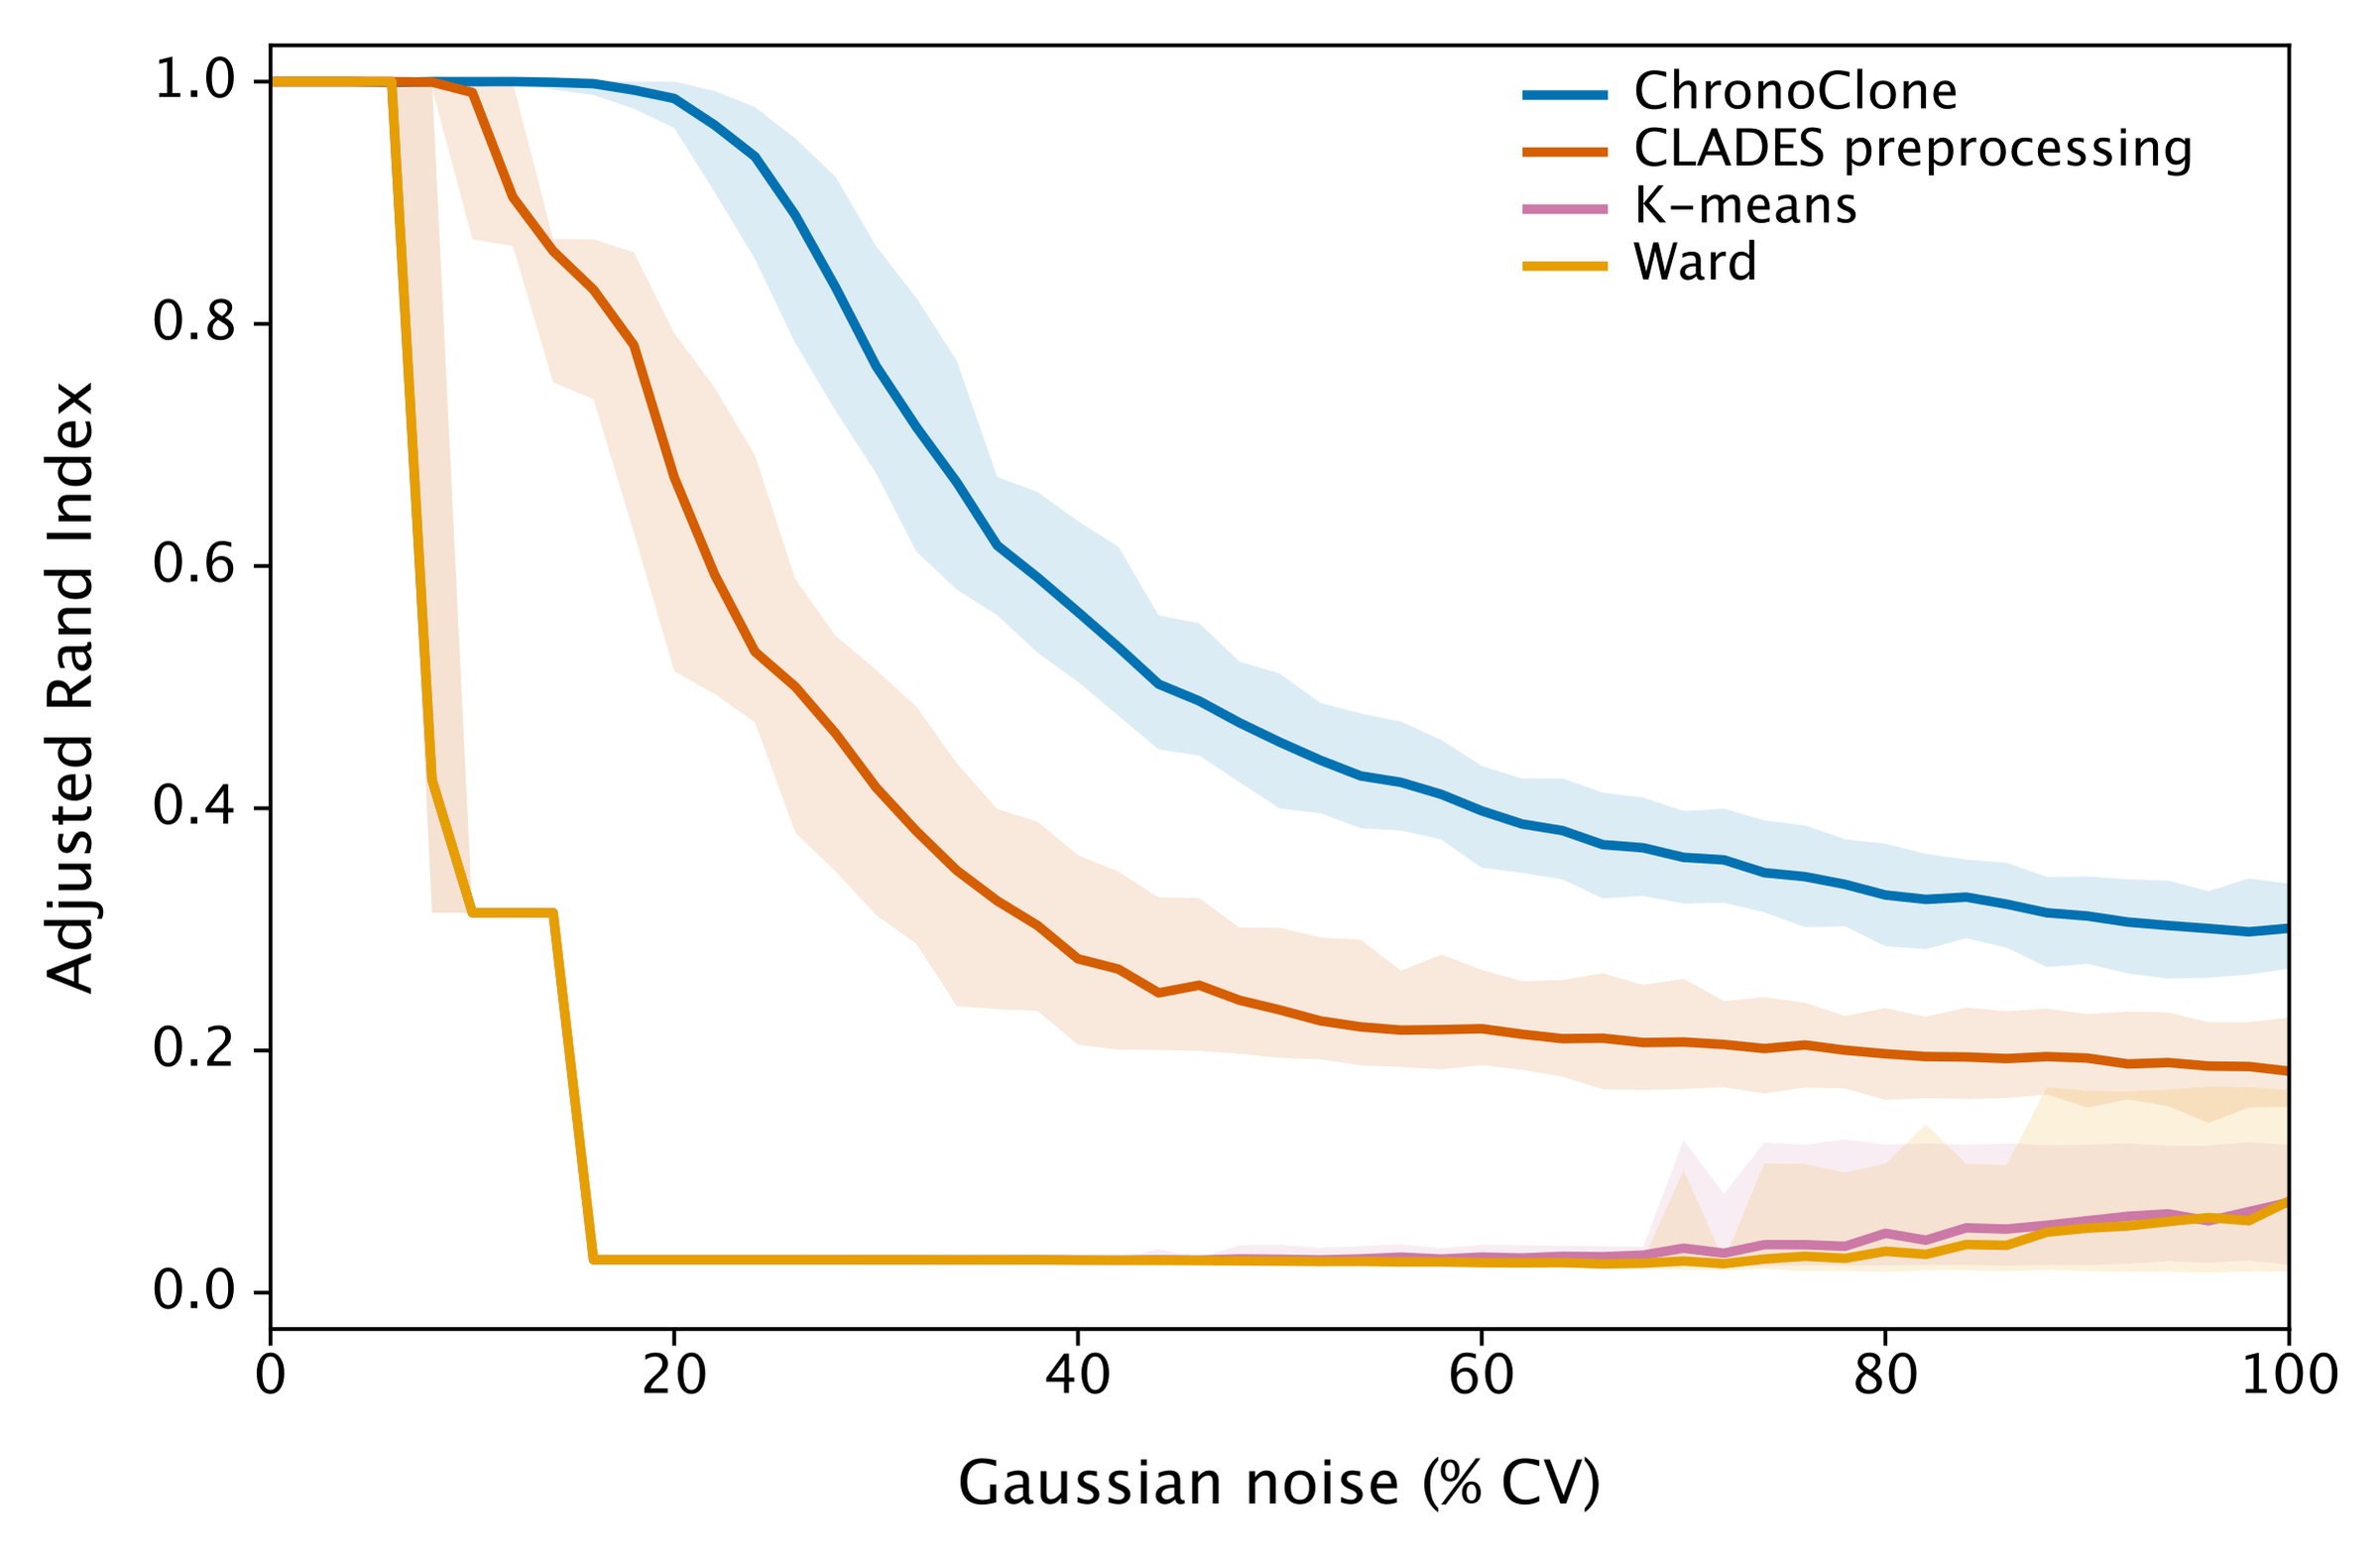 ChronoClone
CLADES preprocessing
K-means
Ward
Adjusted Rand Index
1.0
0.8
0.6
0.4
0.2
0.0
0 20 40 60 80 100
Gaussian noise (% CV)